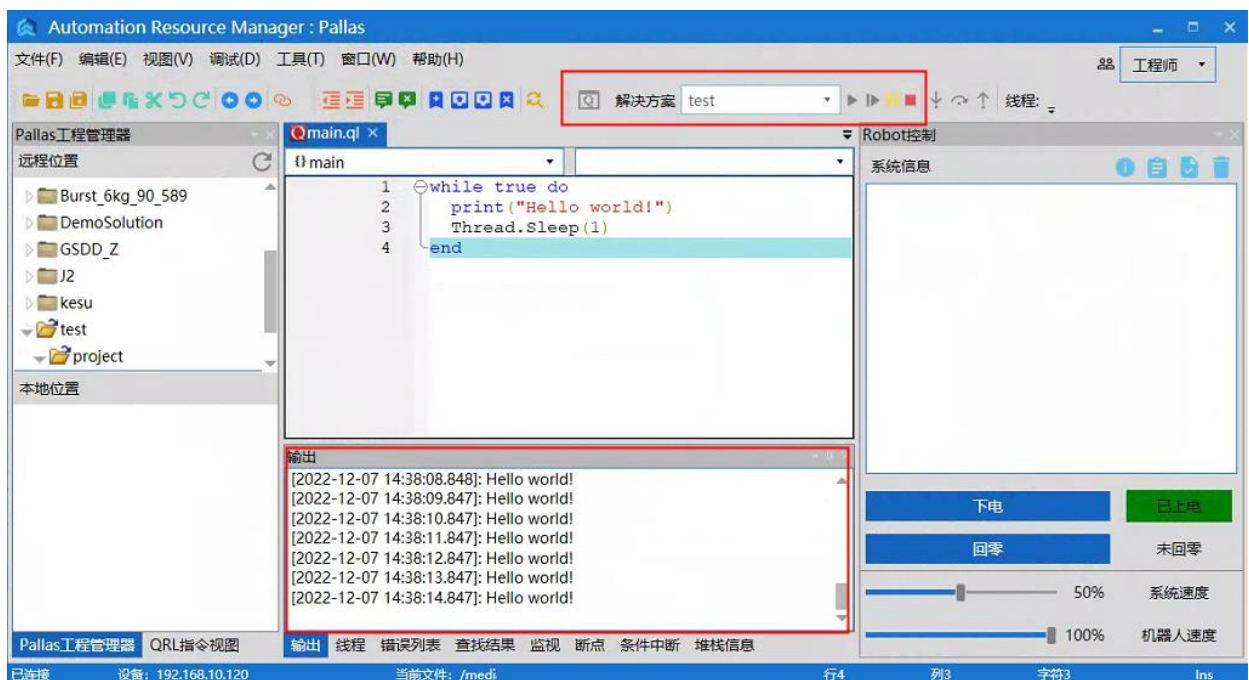 Automation Resource Manager : Pallas
文件(F) 编辑(E) 视图(V) 调试(D) 工具(T) 窗口(W) 帮助(H)
工程师
解决方案 test
线程:
Pallas工程管理器
远程位置
Burst_6kg_90_589
DemoSolution
GSDD_Z
J2
kesu
test
project
本地位置
Pallas工程管理器 QRL指令视图
main.ql
{} main
1 while true do
2 print("Hello world!")
3 Thread.Sleep(1)
4 end
输出
[2022-12-07 14:38:08.848]: Hello world!
[2022-12-07 14:38:09.847]: Hello world!
[2022-12-07 14:38:10.847]: Hello world!
[2022-12-07 14:38:11.847]: Hello world!
[2022-12-07 14:38:12.847]: Hello world!
[2022-12-07 14:38:13.847]: Hello world!
[2022-12-07 14:38:14.847]: Hello world!
输出 线程 错误列表 查找结果 监视 断点 条件中断 堆栈信息
Robot控制
系统信息
下电 已上电
回零 未回零
50% 系统速度
100% 机器人速度
已连接 设备: 192.168.10.120 当前文件: /medi 行4 列3 字符3 Ins